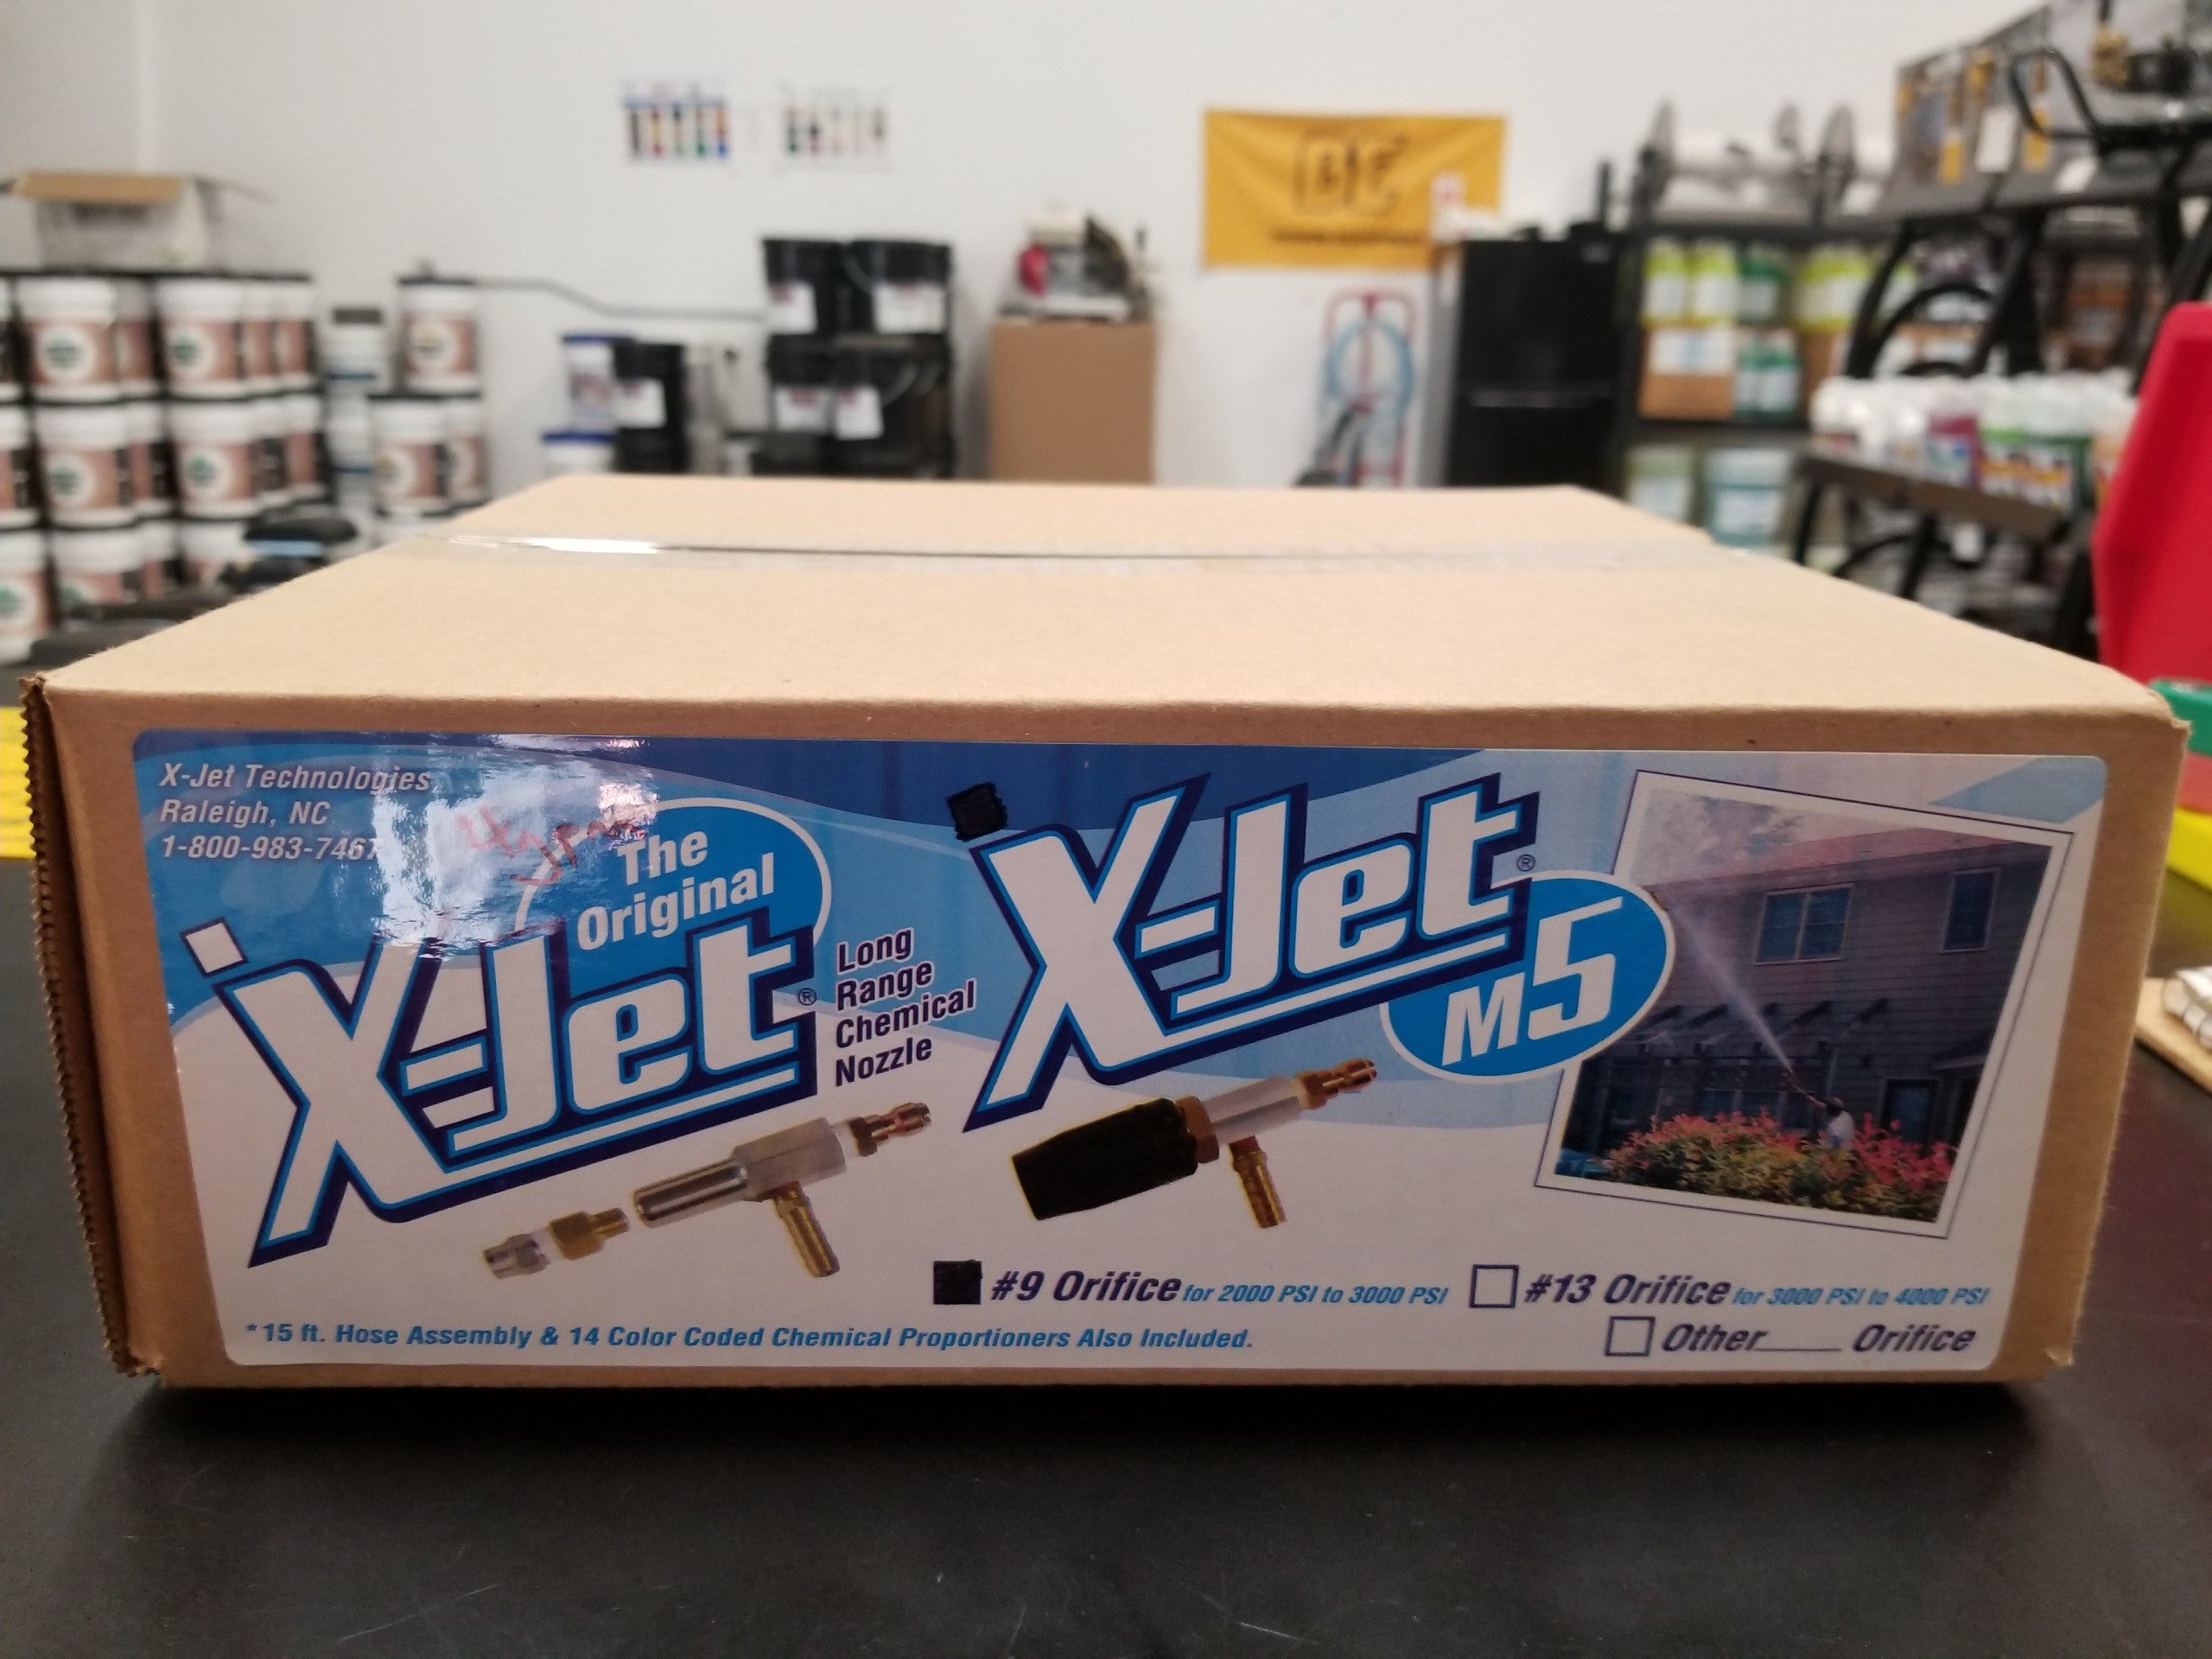 X-Jet Technologies
Raleigh, NC
1-800-983-7467
The
Original
X-Jet®
Long
Range
Chemical
Nozzle
X-Jet®
M5
#9 Orifice for 2000 PSI to 3000 PSI
#13 Orifice for 3000 PSI to 4000 PSI
Other____ Orifice
*15 ft. Hose Assembly & 14 Color Coded Chemical Proportioners Also Included.